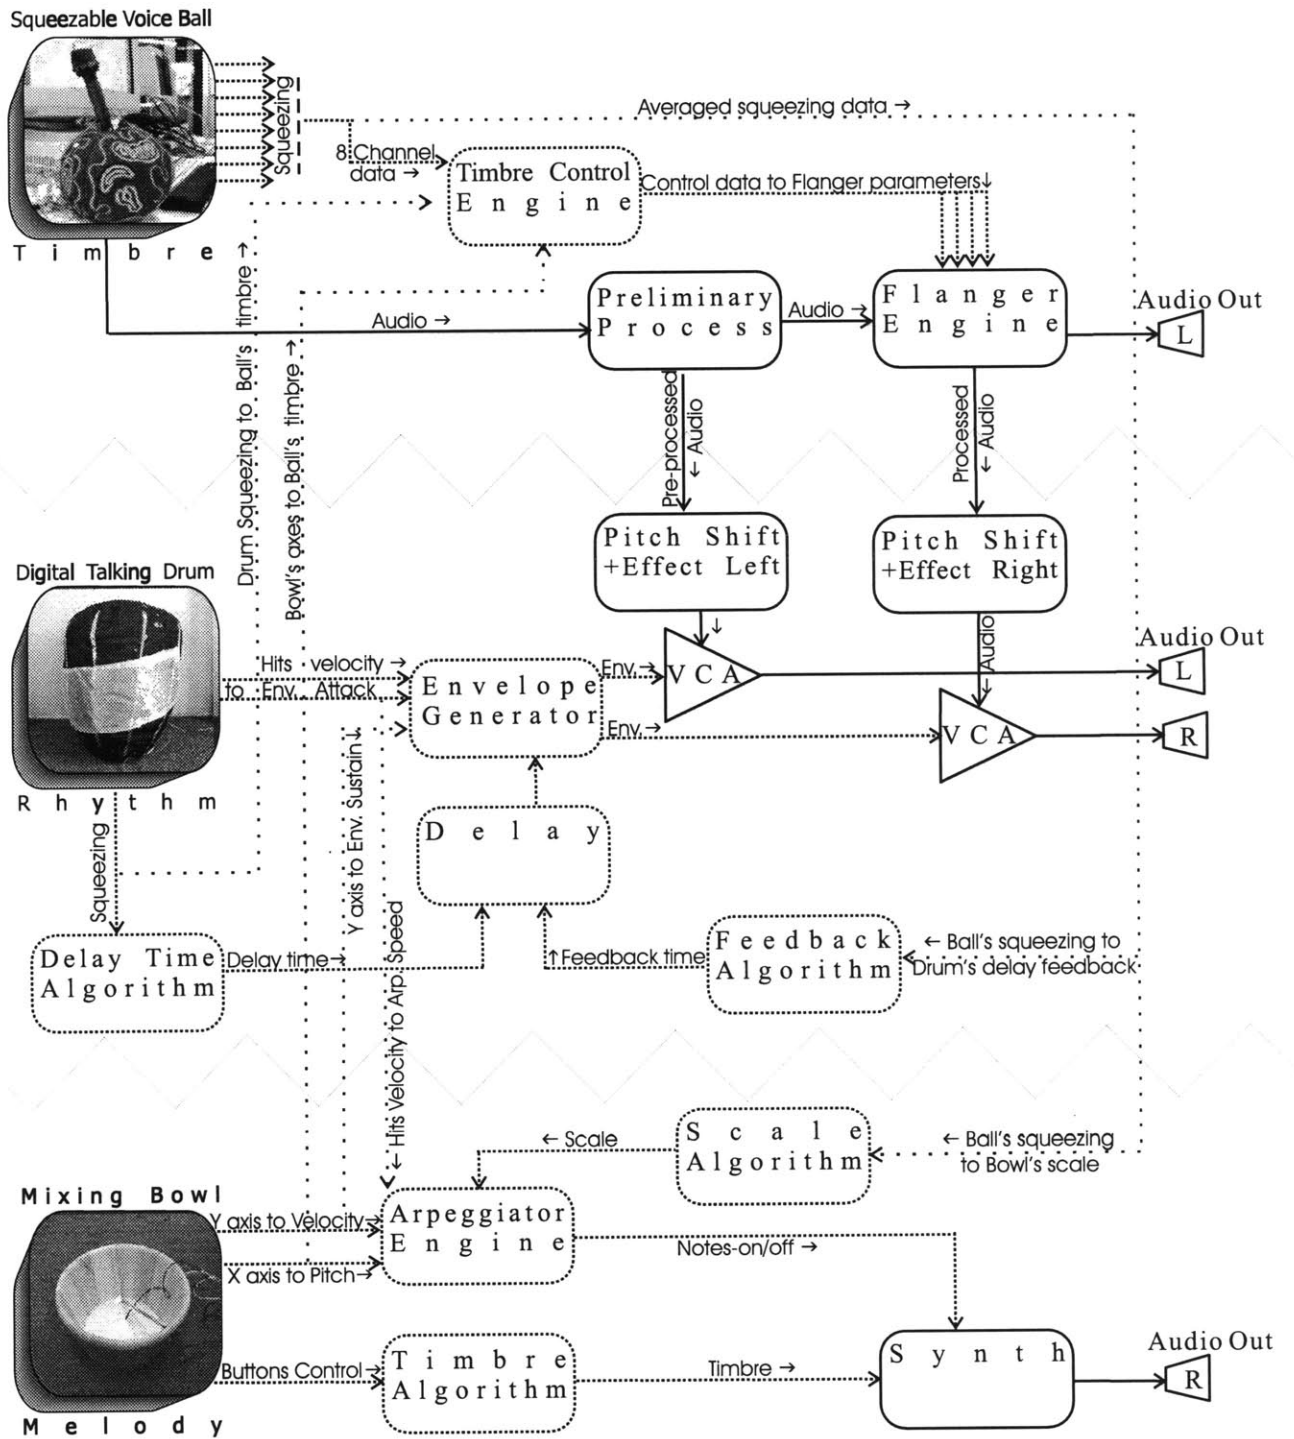 Squeezable Voice Ball
Squeezing
Averaged squeezing data →
8 Channel
data →
Timbre Control
Engine
Control data to Flanger parameters↓
Timbre
Drum Squeezing to Ball's timbre →
Bowl's axes to Ball's timbre →
Audio →
Preliminary
Process
Audio →
Flanger
Engine
Audio Out
L
Pre-processed
← Audio
Processed
← Audio
Pitch Shift
+Effect Left
Pitch Shift
+Effect Right
Digital Talking Drum
Hits velocity →
to Env. Attack
Envelope
Generator
Env.→
VCA
↓
←Audio
Audio Out
L
Env.→
VCA
R
Rhythm
Squeezing
Y axis to Env. Sustain↓
Delay
Delay Time
Algorithm
Delay time→
← Hits Velocity to Arp. Speed
↑Feedback time
Feedback
Algorithm
← Ball's squeezing to
Drum's delay feedback
← Scale
Scale
Algorithm
← Ball's squeezing
to Bowl's scale
Mixing Bowl
Y axis to Velocity→
X axis to Pitch→
Arpeggiator
Engine
Notes-on/off →
Buttons Control→
Timbre
Algorithm
Timbre →
Synth
Audio Out
R
Melody